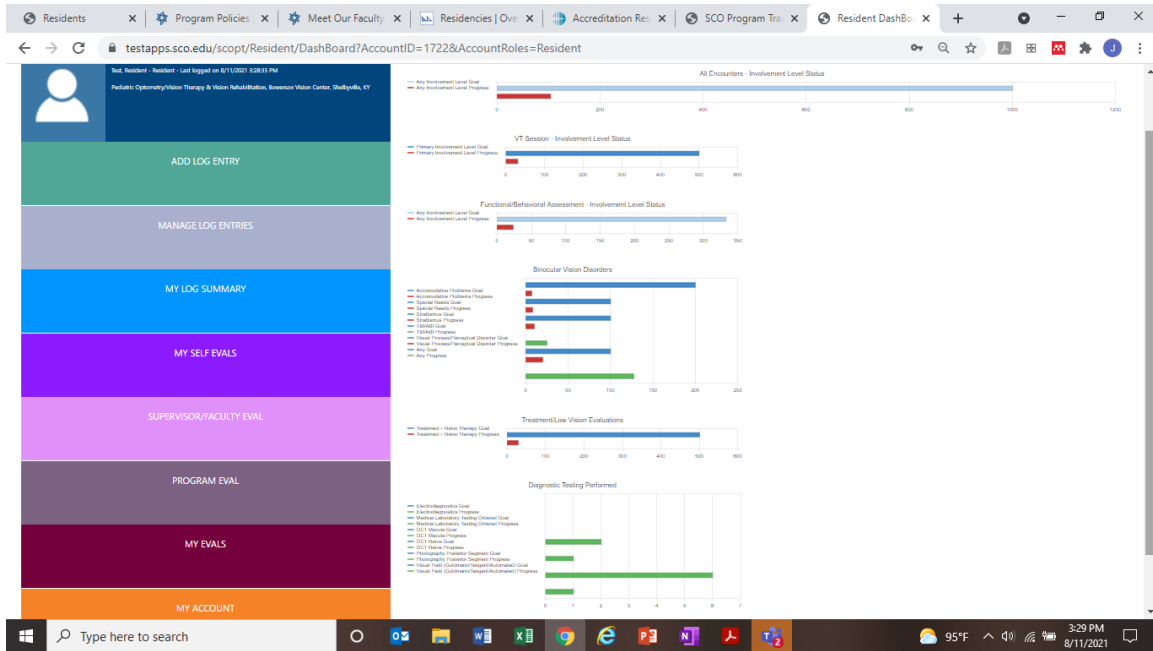 Residents
Program Policies
Meet Our Faculty
Residencies | Ove
Accreditation Res
SCO Program Tra
Resident DashBo
testapps.sco.edu/scopt/Resident/DashBoard?AccountID=1722&AccountRoles=Resident
Test, Resident - Resident - Last logged on 8/11/2021 3:28:35 PM
Pediatric Optometry/Vision Therapy & Vision Rehabilitation, Bowersox Vision Center, Shelbyville, KY
ADD LOG ENTRY
MANAGE LOG ENTRIES
MY LOG SUMMARY
MY SELF EVALS
SUPERVISOR/FACULTY EVAL
PROGRAM EVAL
MY EVALS
MY ACCOUNT
All Encounters - Involvement Level Status
Any Involvement Level Goal
Any Involvement Level Progress
0 200 400 600 800 1000 1200
VT Session - Involvement Level Status
Primary Involvement Level Goal
Primary Involvement Level Progress
0 100 200 300 400 500 600
Functional/Behavioral Assessment - Involvement Level Status
Any Involvement Level Goal
Any Involvement Level Progress
0 50 100 150 200 250 300 350
Binocular Vision Disorders
Accomodative Problems Goal
Accomodative Problems Progress
Special Needs Goal
Special Needs Progress
Strabismus Goal
Strabismus Progress
TBI/ABI Goal
TBI/ABI Progress
Visual Process/Perceptual Disorder Goal
Visual Process/Perceptual Disorder Progress
Any Goal
Any Progress
0 50 100 150 200 250
Treatment/Low Vision Evaluations
Treatment - Vision Therapy Goal
Treatment - Vision Therapy Progress
0 100 200 300 400 500 600
Diagnostic Testing Performed
Electrodiagnostics Goal
Electrodiagnostics Progress
Medical Laboratory Testing Ordered Goal
Medical Laboratory Testing Ordered Progress
OCT Macula Goal
OCT Macula Progress
OCT Nerve Goal
OCT Nerve Progress
Photography Posterior Segment Goal
Photography Posterior Segment Progress
Visual Field (Goldmann/Tangent/Automated) Goal
Visual Field (Goldmann/Tangent/Automated) Progress
0 1 2 3 4 5 6 7
Type here to search
95°F
3:29 PM
8/11/2021